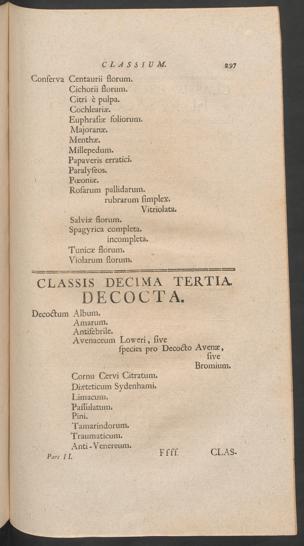 CLASSIUM. 297
Conſerva Centaurii florum.
Cichorii florum.
Citri è pulpa.
Cochleariæ.
Euphraſiæ foliorum.
Majoranæ.
Menthæ.
Millepedum.
Papaveris erratici.
Paralyſeos.
Pæoniæ.
Roſarum pallidarum.
rubrarum ſimplex.
Vitriolata.
Salviæ florum.
Spagyrica completa.
incompleta.
Tunicæ florum.
Violarum florum.
CLASSIS DECIMA TERTIA.
DECOCTA.
Decoctum Album.
Amarum.
Antifebrile.
Avenaceum Loweri, ſive
ſpecies pro Decocto Avenæ,
ſive
Bromium.
Cornu Cervi Citratum.
Diæteticum Sydenhami.
Limacum.
Paſſulatum.
Pini.
Tamarindorum.
Traumaticum.
Anti-Venereum.
Pars II. Ffff CLAS-